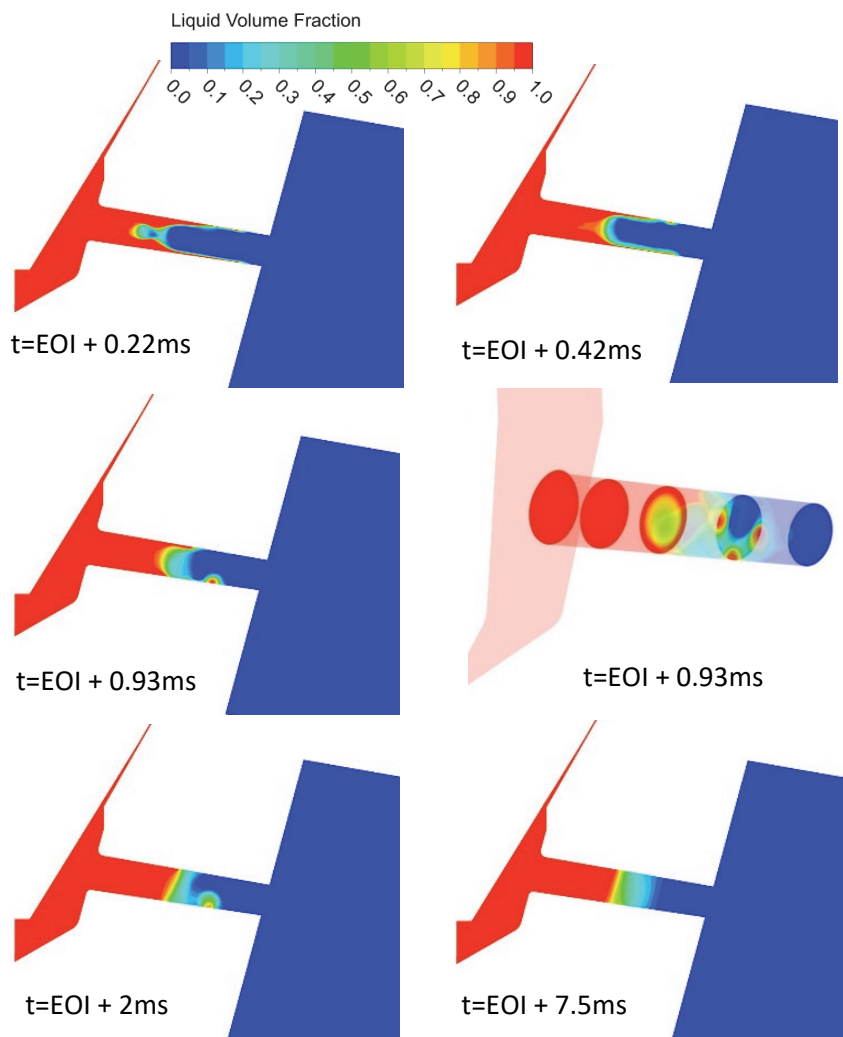 Liquid Volume Fraction
0.0 0.1 0.2 0.3 0.4 0.5 0.6 0.7 0.8 0.9 1.0
t=EOI + 0.22ms
t=EOI + 0.42ms
t=EOI + 0.93ms
t=EOI + 0.93ms
t=EOI + 2ms
t=EOI + 7.5ms